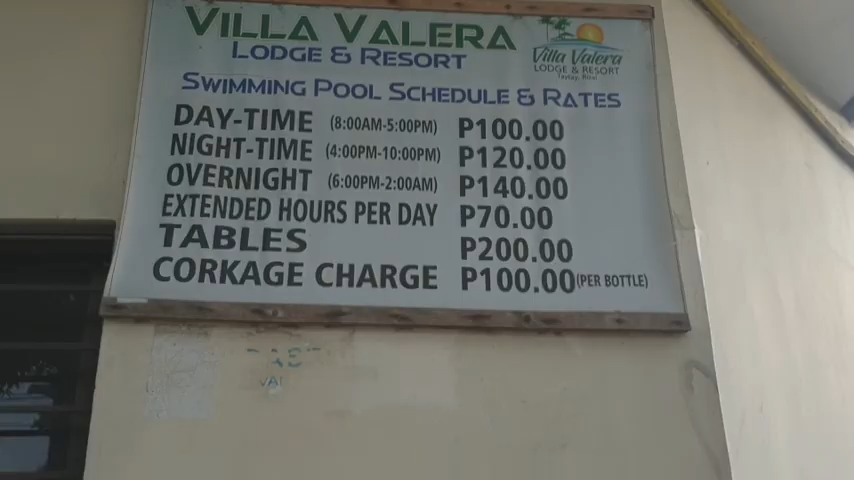 VILLA VALERA
LODGE & RESORT
Villa Valera
LODGE & RESORT
Taytay, Rizal
SWIMMING POOL SCHEDULE & RATES
DAY-TIME (8:00AM-5:00PM) P100.00
NIGHT-TIME (4:00PM-10:00PM) P120.00
OVERNIGHT (6:00PM-2:00AM) P140.00
EXTENDED HOURS PER DAY P70.00
TABLES P200.00
CORKAGE CHARGE P100.00(PER BOTTLE)